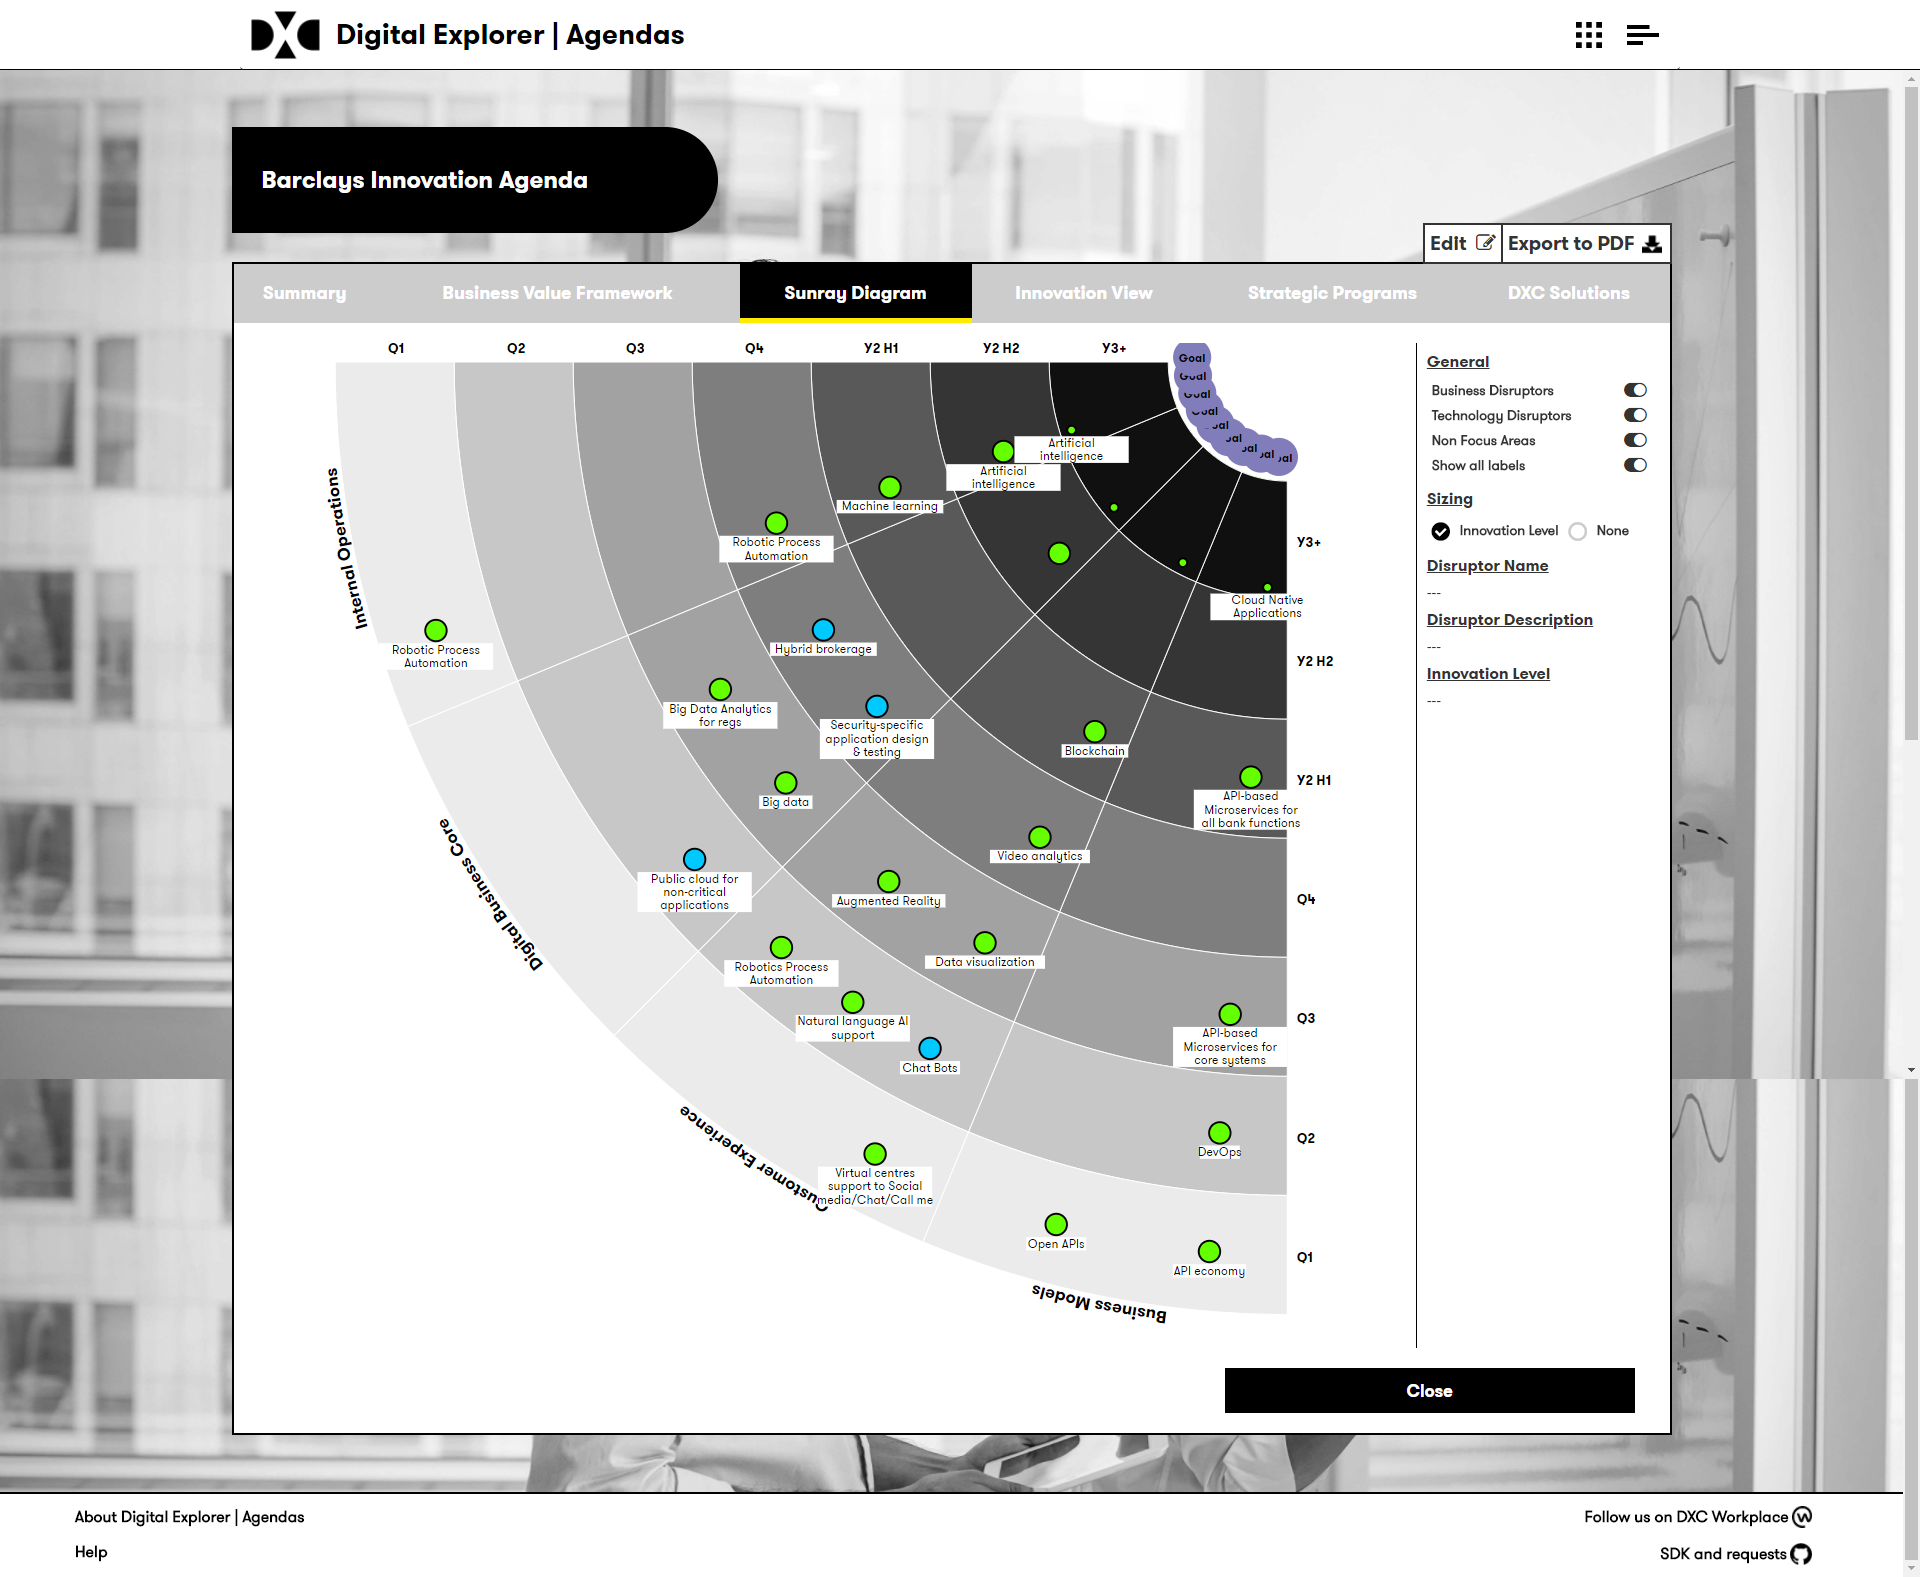 DXC Digital Explorer | Agendas
Barclays Innovation Agenda
Edit
Export to PDF
Summary
Business Value Framework
Sunray Diagram
Innovation View
Strategic Programs
DXC Solutions
Q1
Q2
Q3
Q4
Y2 H1
Y2 H2
Y3+
Goal
Goal
Goal
Artificial
intelligence
Artificial
intelligence
Machine learning
Robotic Process
Automation
Internal Operations
Robotic Process
Automation
Cloud Native
Applications
Hybrid brokerage
Big Data Analytics
for regs
Security-specific
application design
& testing
Blockchain
Big data
API-based
Microservices for
all bank functions
Video analytics
Public cloud for
non-critical
applications
Augmented Reality
Digital Business Core
Data visualization
Robotics Process
Automation
Natural language AI
support
API-based
Microservices for
core systems
Chat Bots
Customer Experience
DevOps
Virtual centres
support to Social
media/Chat/Call me
Open APIs
API economy
Business Models
Y3+
Y2 H2
Y2 H1
Q4
Q3
Q2
Q1
General
Business Disruptors
Technology Disruptors
Non Focus Areas
Show all labels
Sizing
Innovation Level
None
Disruptor Name
---
Disruptor Description
---
Innovation Level
---
Close
About Digital Explorer | Agendas
Help
Follow us on DXC Workplace
SDK and requests